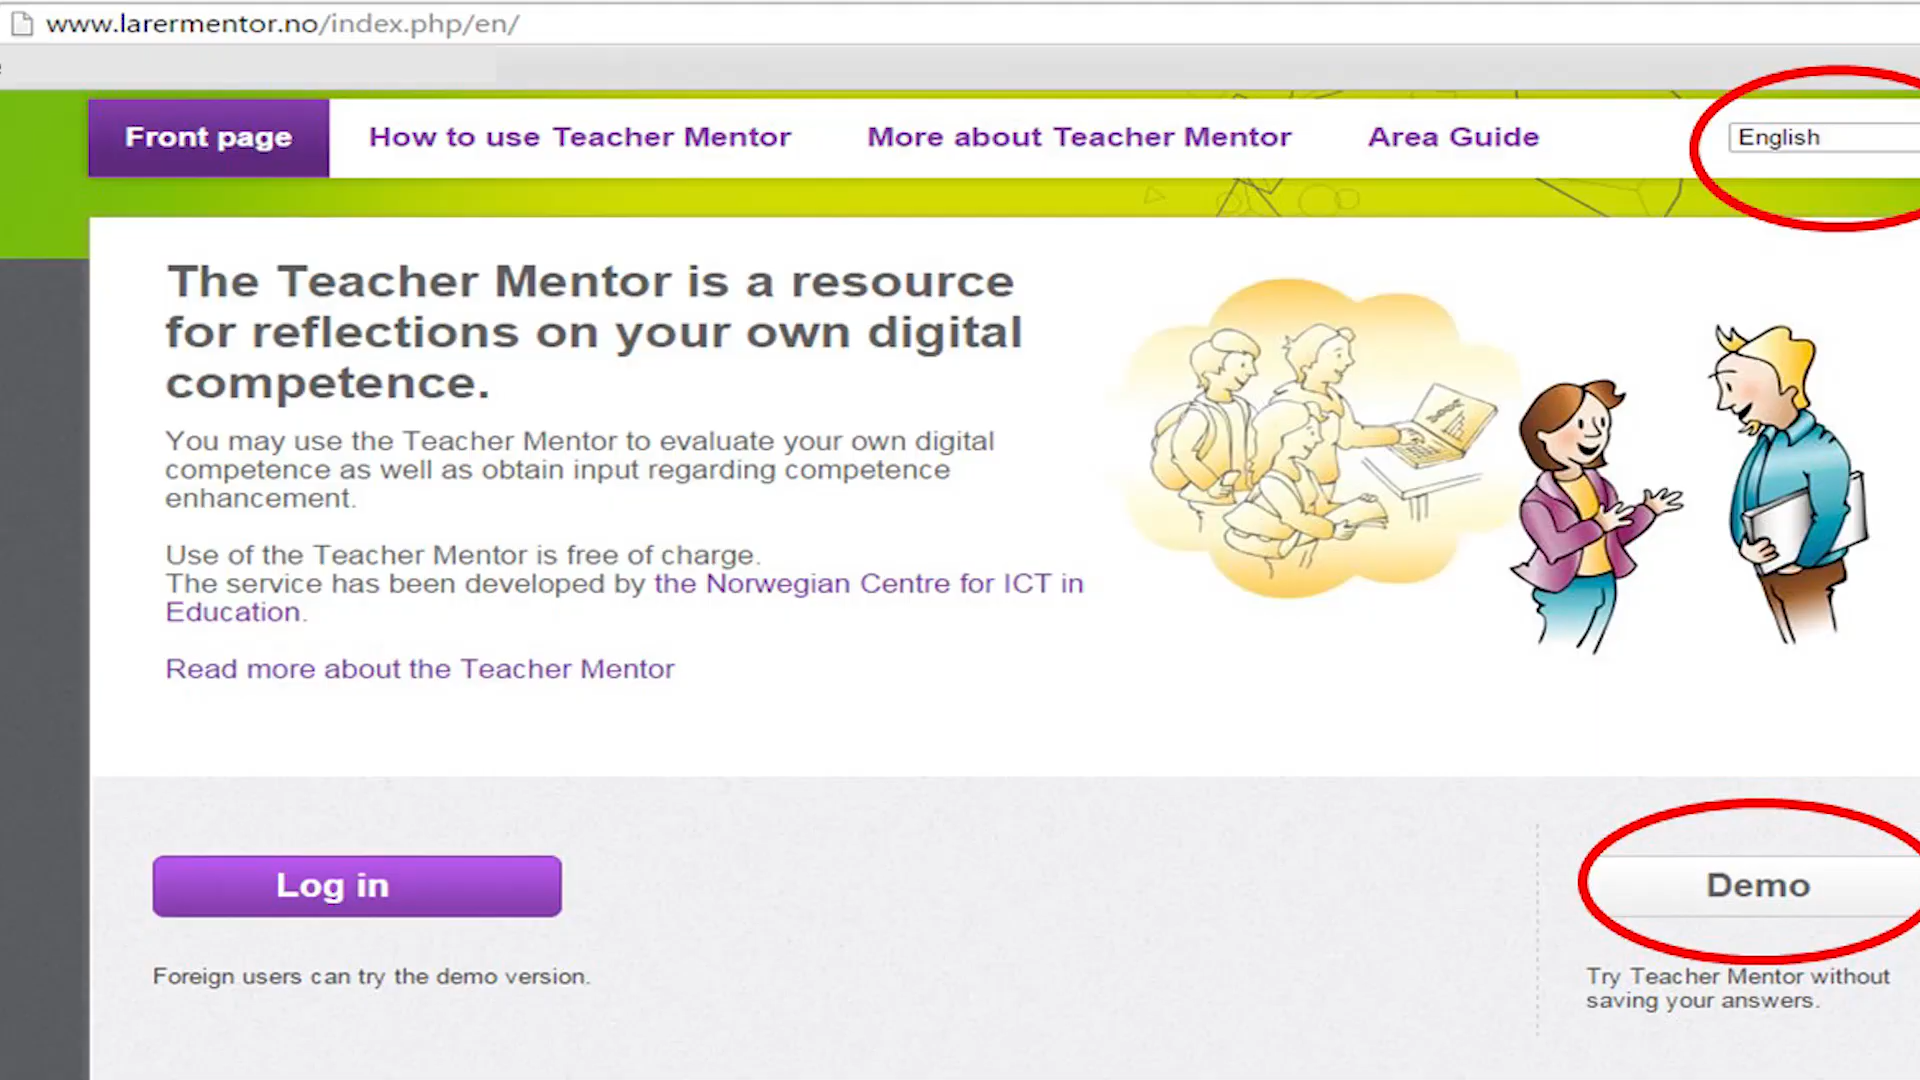 www.larermentor.no/index.php/en/
Front page
How to use Teacher Mentor
More about Teacher Mentor
Area Guide
English
The Teacher Mentor is a resource
for reflections on your own digital
competence.
You may use the Teacher Mentor to evaluate your own digital
competence as well as obtain input regarding competence
enhancement.
Use of the Teacher Mentor is free of charge.
The service has been developed by the Norwegian Centre for ICT in
Education.
Read more about the Teacher Mentor
Log in
Demo
Foreign users can try the demo version.
Try Teacher Mentor without
saving your answers.